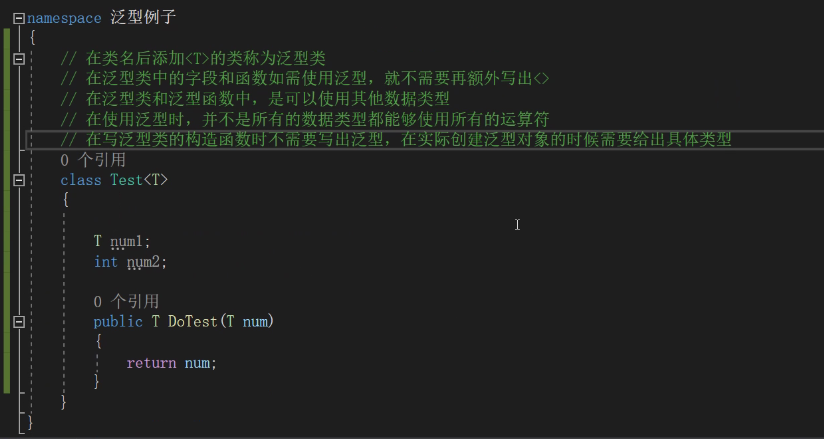 namespace 泛型例子
{
// 在类名后添加<T>的类称为泛型类
// 在泛型类中的字段和函数如需使用泛型，就不需要再额外写出<>
// 在泛型类和泛型函数中，是可以使用其他数据类型
// 在使用泛型时，并不是所有的数据类型都能够使用所有的运算符
// 在写泛型类的构造函数时不需要写出泛型，在实际创建泛型对象的时候需要给出具体类型
0 个引用
class Test<T>
{
T num1;
int num2;
0 个引用
public T DoTest(T num)
{
return num;
}
}
}